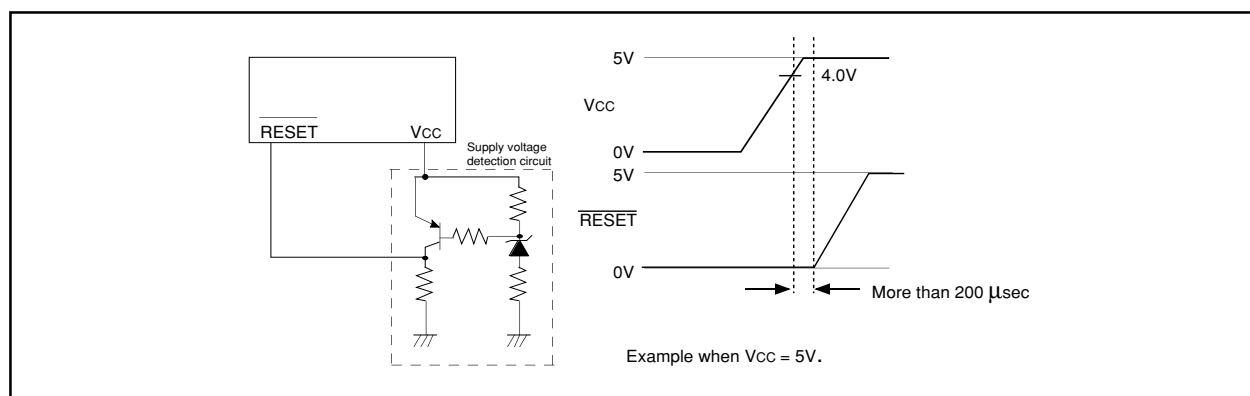 RESET VCC
Supply voltage
detection circuit
5V
4.0V
VCC
0V
5V
RESET
0V
More than 200 μsec
Example when VCC = 5V.